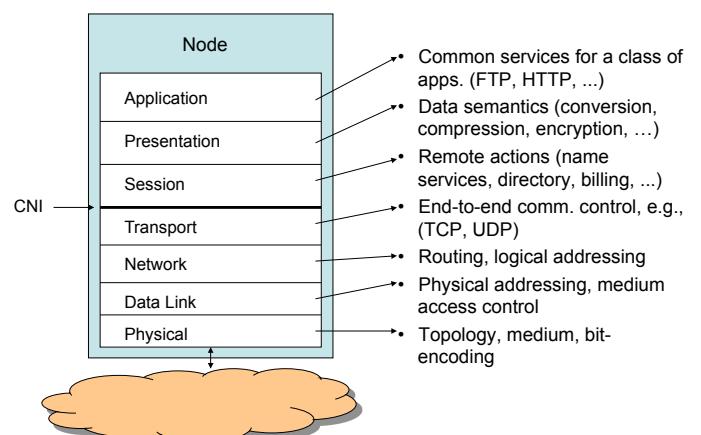 Node
Application
Presentation
Session
CNI
Transport
Network
Data Link
Physical
• Common services for a class of
apps. (FTP, HTTP, ...)
• Data semantics (conversion,
compression, encryption, …)
• Remote actions (name
services, directory, billing, ...)
• End-to-end comm. control, e.g.,
(TCP, UDP)
• Routing, logical addressing
• Physical addressing, medium
access control
• Topology, medium, bit-
encoding